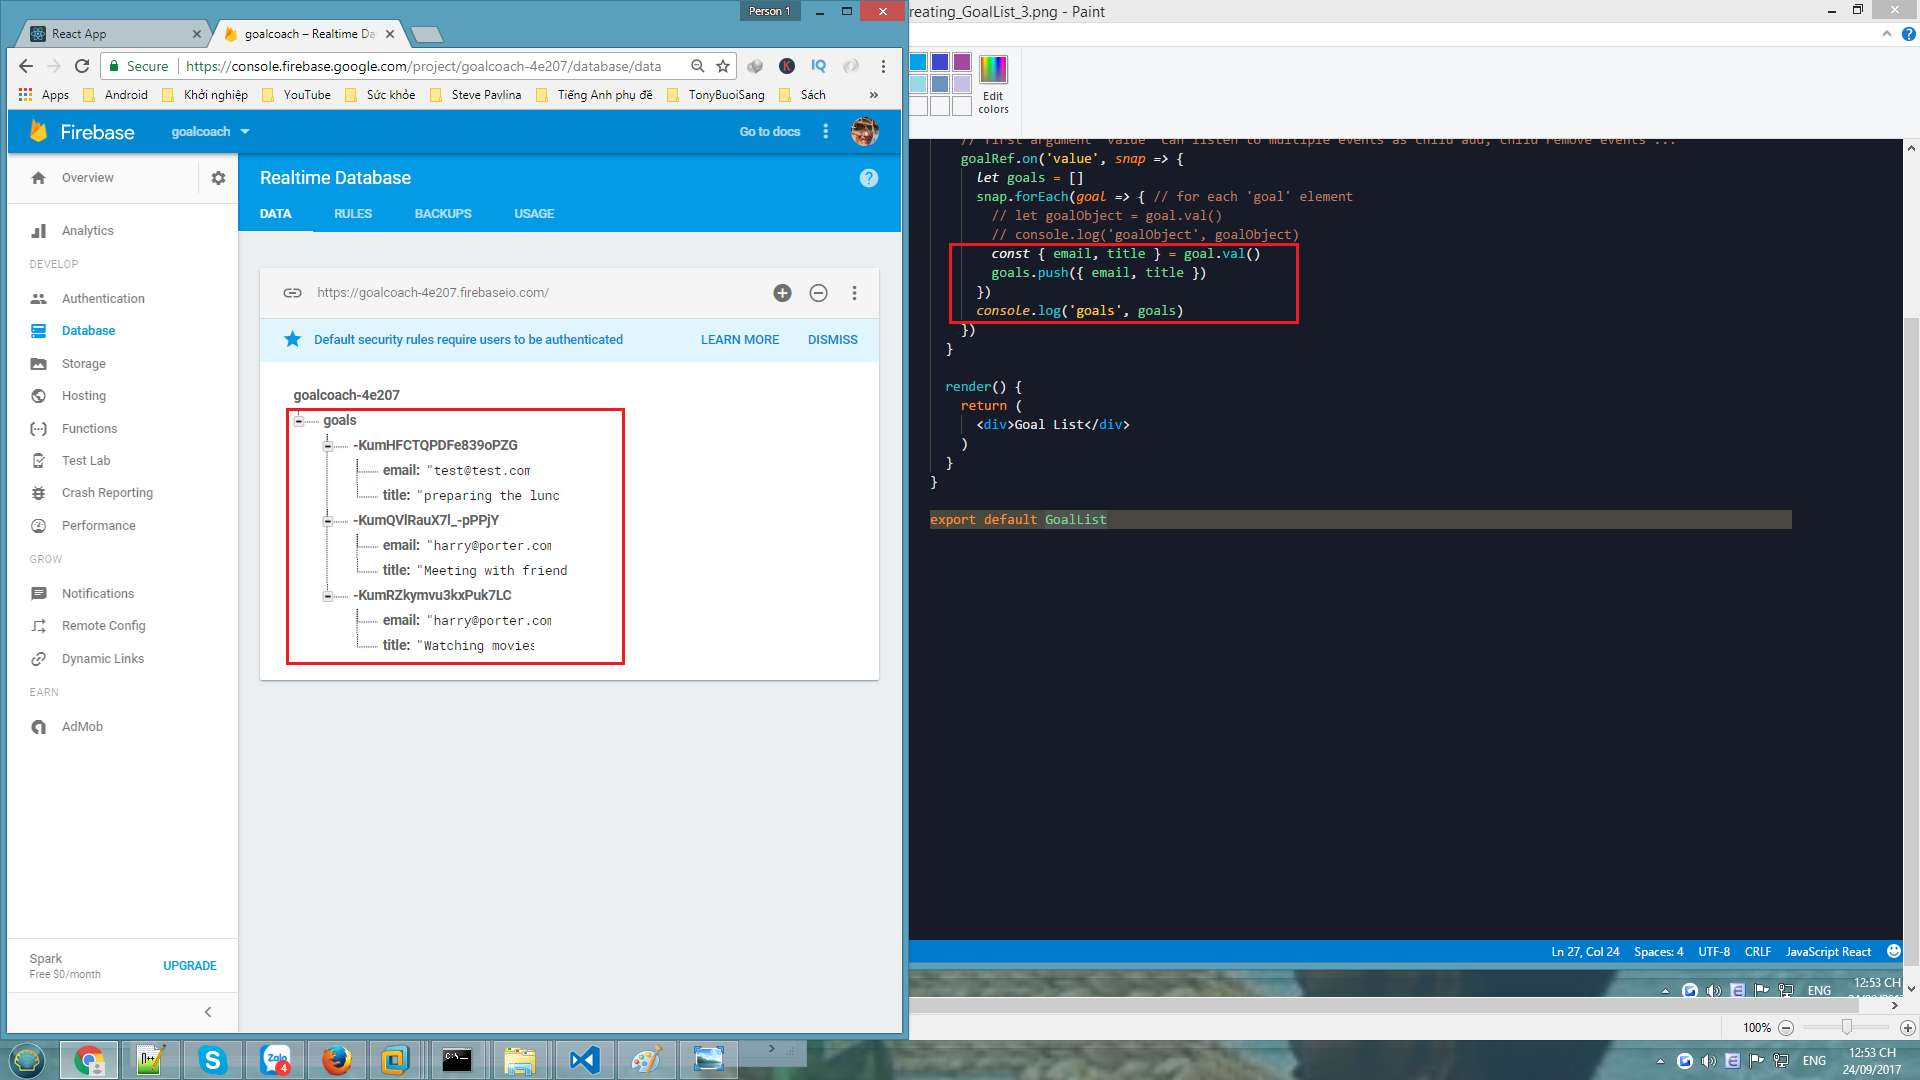 Person 1
React App
goalcoach – Realtime Da
Secure
https://console.firebase.google.com/project/goalcoach-4e207/database/data
Apps
Android
Khởi nghiệp
YouTube
Sức khỏe
Steve Pavlina
Tiếng Anh phụ đề
TonyBuoiSang
Sách
»
Firebase
goalcoach
Go to docs
Overview
Analytics
DEVELOP
Authentication
Database
Storage
Hosting
Functions
Test Lab
Crash Reporting
Performance
GROW
Notifications
Remote Config
Dynamic Links
EARN
AdMob
Spark
Free $0/month
UPGRADE
Realtime Database
DATA RULES BACKUPS USAGE
https://goalcoach-4e207.firebaseio.com/
Default security rules require users to be authenticated
LEARN MORE
DISMISS
goalcoach-4e207
goals
-KumHFCTQPDFe839oPZG
email: "test@test.com
title: "preparing the lunc
-KumQVlRauX7l_-pPPjY
email: "harry@porter.com
title: "Meeting with friend
-KumRZkymvu3kxPuk7LC
email: "harry@porter.com
title: "Watching movies
reating_GoalList_3.png - Paint
Edit
colors
// first argument 'value' can listen to multiple events as child add, child remove events ...
goalRef.on('value', snap => {
let goals = []
snap.forEach(goal => { // for each 'goal' element
// let goalObject = goal.val()
// console.log('goalObject', goalObject)
const { email, title } = goal.val()
goals.push({ email, title })
})
console.log('goals', goals)
})
}
render() {
return (
<div>Goal List</div>
)
}
}
export default GoalList
Ln 27, Col 24
Spaces: 4
UTF-8
CRLF
JavaScript React
ENG
12:53 CH
100%
ENG
12:53 CH
24/09/2017